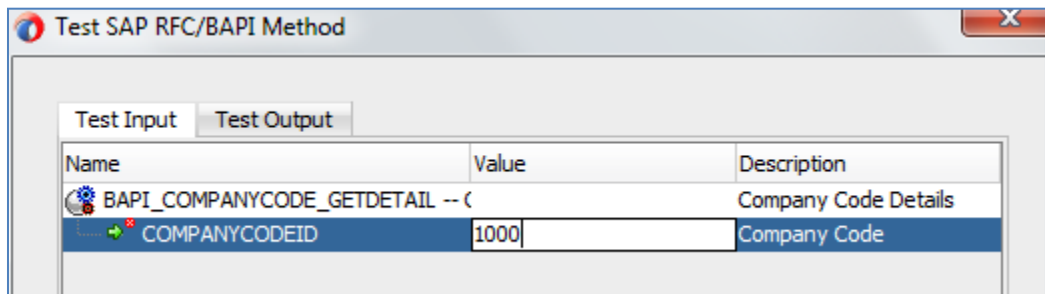 Test SAP RFC/BAPI Method
Test Input Test Output
Name Value Description
BAPI_COMPANYCODE_GETDETAIL -- Company Code Details
COMPANYCODEID 1000 Company Code